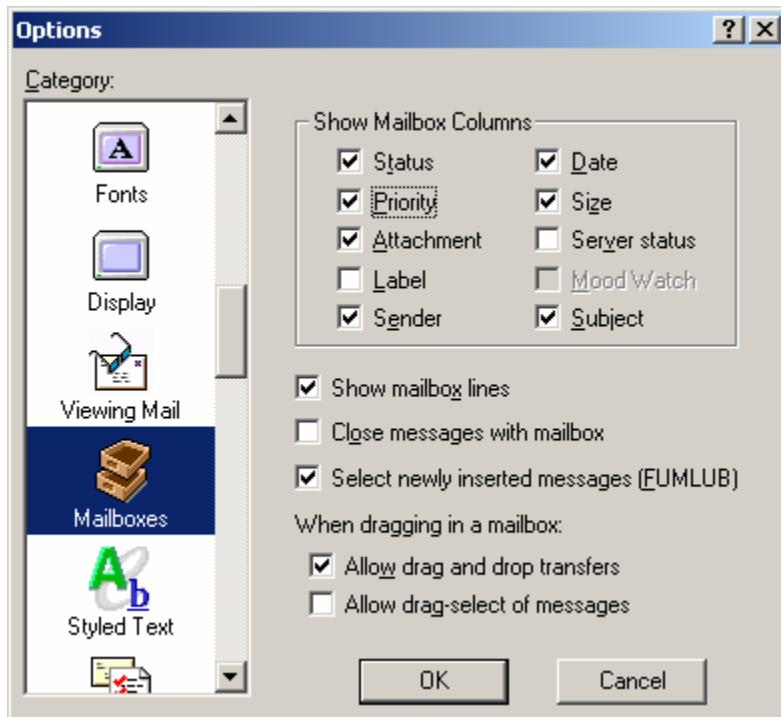 Options
Category:
Fonts
Display
Viewing Mail
Mailboxes
Styled Text
Show Mailbox Columns
Status
Date
Priority
Size
Attachment
Server status
Label
Mood Watch
Sender
Subject
Show mailbox lines
Close messages with mailbox
Select newly inserted messages (FUMLUB)
When dragging in a mailbox:
Allow drag and drop transfers
Allow drag-select of messages
OK
Cancel